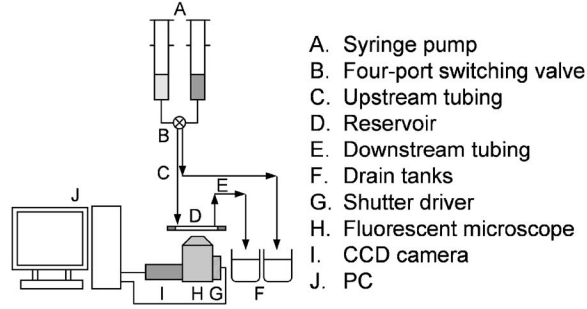 A
A. Syringe pump
B. Four-port switching valve
B
C. Upstream tubing
C
D. Reservoir
E
E. Downstream tubing
J
D
F. Drain tanks
G. Shutter driver
H. Fluorescent microscope
I. CCD camera
I H G F
J. PC